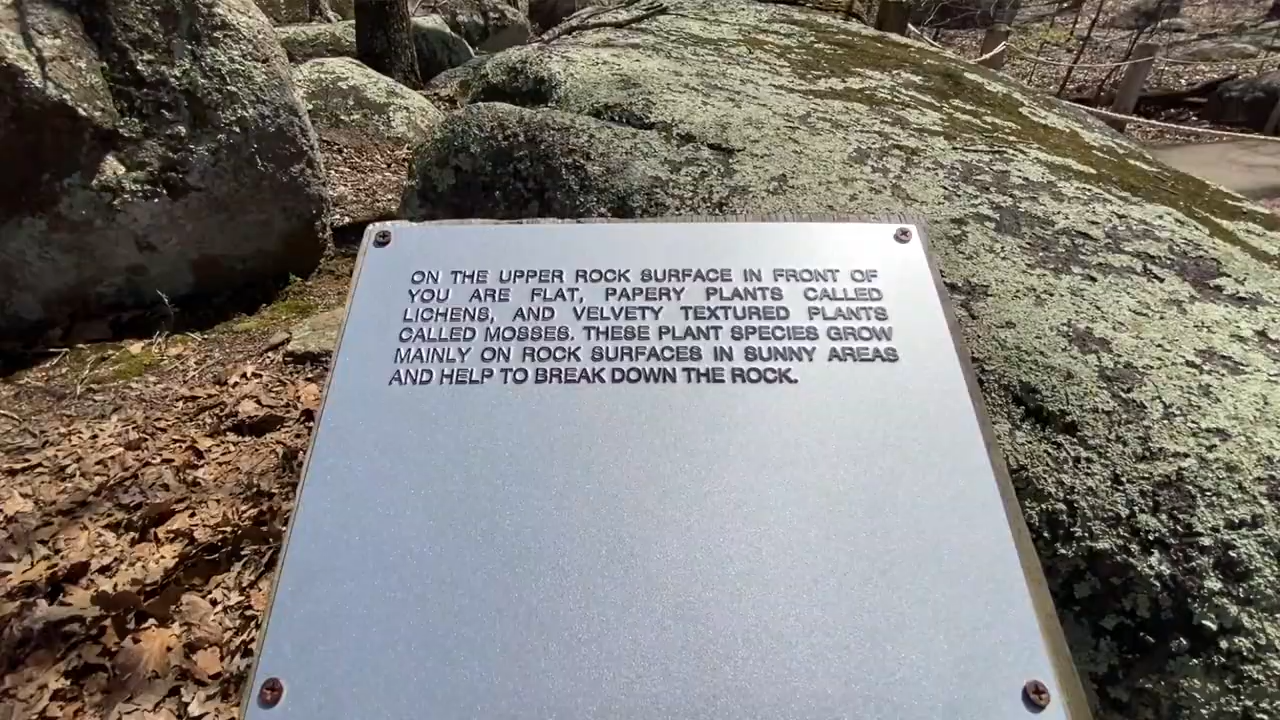 ON THE UPPER ROCK SURFACE IN FRONT OF
YOU ARE FLAT, PAPERY PLANTS CALLED
LICHENS, AND VELVETY TEXTURED PLANTS
CALLED MOSSES. THESE PLANT SPECIES GROW
MAINLY ON ROCK SURFACES IN SUNNY AREAS
AND HELP TO BREAK DOWN THE ROCK.